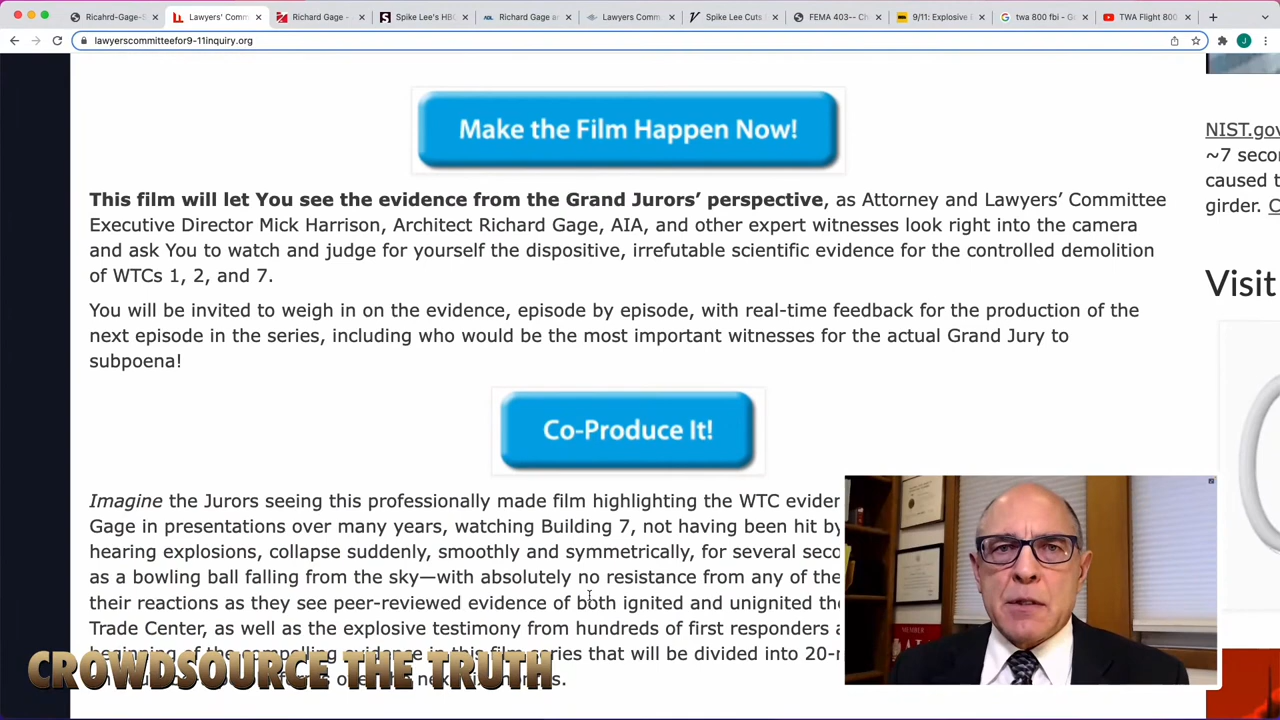 Ricahrd-Gage-S
Lawyers' Comm
Richard Gage -
Spike Lee's HBO
Richard Gage a
Lawyers Comm
Spike Lee Cuts
FEMA 403-- Ch
9/11: Explosive
twa 800 fbi - Go
TWA Flight 800
lawyerscommitteefor9-11inquiry.org
Make the Film Happen Now!
This film will let You see the evidence from the Grand Jurors' perspective, as Attorney and Lawyers' Committee
Executive Director Mick Harrison, Architect Richard Gage, AIA, and other expert witnesses look right into the camera
and ask You to watch and judge for yourself the dispositive, irrefutable scientific evidence for the controlled demolition
of WTCs 1, 2, and 7.
You will be invited to weigh in on the evidence, episode by episode, with real-time feedback for the production of the
next episode in the series, including who would be the most important witnesses for the actual Grand Jury to
subpoena!
Co-Produce It!
Imagine the Jurors seeing this professionally made film highlighting the WTC eviden
Gage in presentations over many years, watching Building 7, not having been hit by
hearing explosions, collapse suddenly, smoothly and symmetrically, for several seco
as a bowling ball falling from the sky—with absolutely no resistance from any of the
their reactions as they see peer-reviewed evidence of both ignited and unignited the
Trade Center, as well as the explosive testimony from hundreds of first responders a
series that will be divided into 20-
CROWDSOURCE THE TRUTH
NIST.gov
~7 seco
caused t
girder. C
Visit